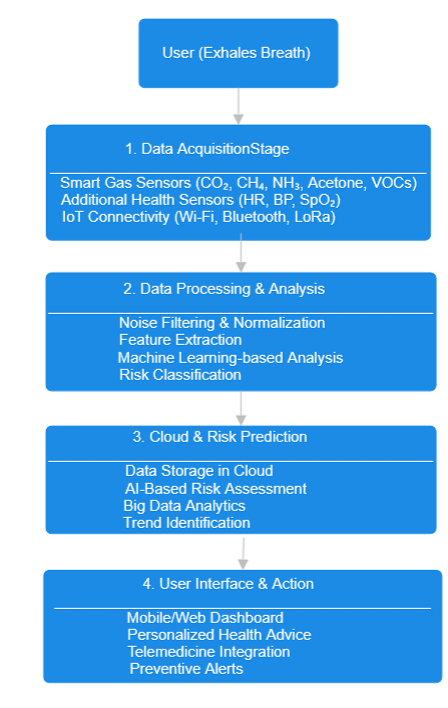 User (Exhales Breath)
1. Data AcquisitionStage
Smart Gas Sensors (CO₂, CH₄, NH₃, Acetone, VOCs)
Additional Health Sensors (HR, BP, SpO₂)
IoT Connectivity (Wi-Fi, Bluetooth, LoRa)
2. Data Processing & Analysis
Noise Filtering & Normalization
Feature Extraction
Machine Learning-based Analysis
Risk Classification
3. Cloud & Risk Prediction
Data Storage in Cloud
AI-Based Risk Assessment
Big Data Analytics
Trend Identification
4. User Interface & Action
Mobile/Web Dashboard
Personalized Health Advice
Telemedicine Integration
Preventive Alerts